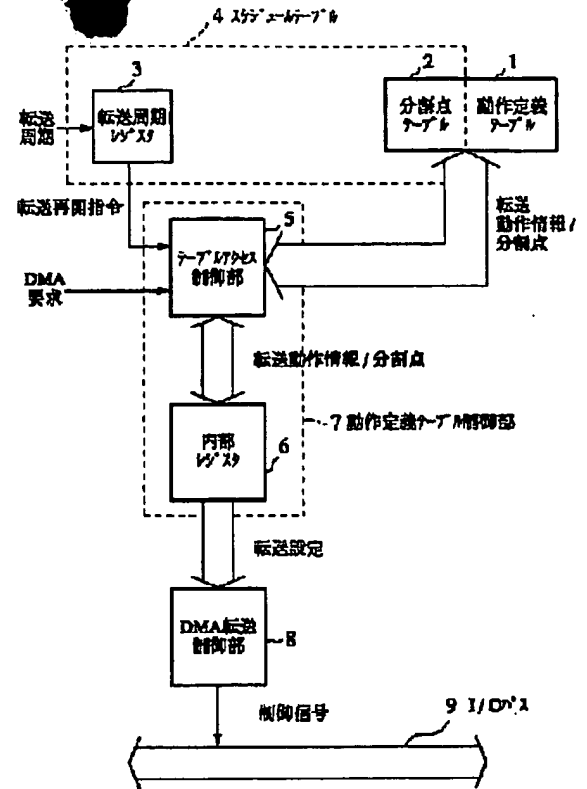 4 スケジュールテーブル
3
転送周期
転送周期レジスタ
2
分割点テーブル
1
動作定義テーブル
転送再開指令
転送動作情報/分割点
5
DMA要求
テーブルアクセス制御部
転送動作情報/分割点
7 動作定義テーブル制御部
内部レジスタ
6
転送設定
DMA転送制御部
8
制御信号
9 I/Oバス